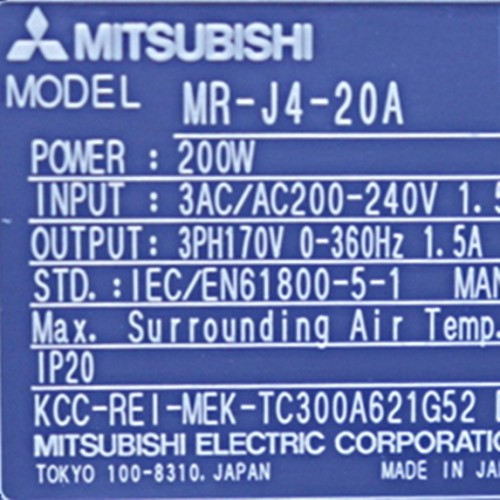 MITSUBISHI
MODEL MR-J4-20A
POWER : 200W
INPUT : 3AC/AC200-240V 1.5
OUTPUT: 3PH170V 0-360Hz 1.5A
STD. : IEC/EN61800-5-1 MAN
Max. Surrounding Air Temp.
IP20
KCC-REI-MEK-TC300A621G52
MITSUBISHI ELECTRIC CORPORATIO
TOKYO 100-8310, JAPAN MADE IN JA